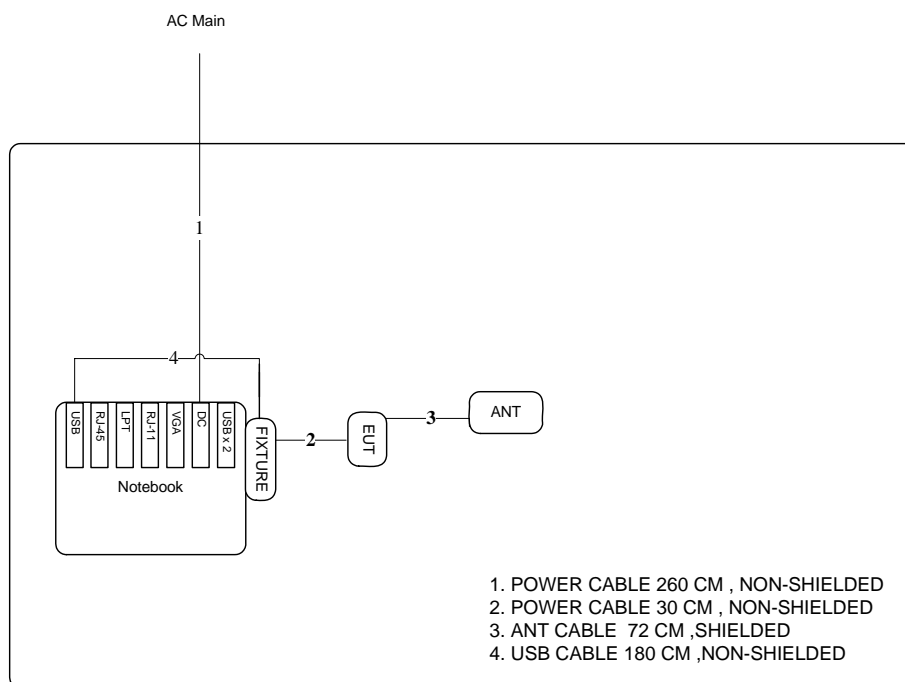 AC Main
1
4
USB
RJ-45
LPT
RJ-11
VGA
DC
USB x 2
FIXTURE
2
EUT
3
ANT
Notebook
1. POWER CABLE 260 CM , NON-SHIELDED
2. POWER CABLE 30 CM , NON-SHIELDED
3. ANT CABLE  72 CM ,SHIELDED
4. USB CABLE 180 CM ,NON-SHIELDED